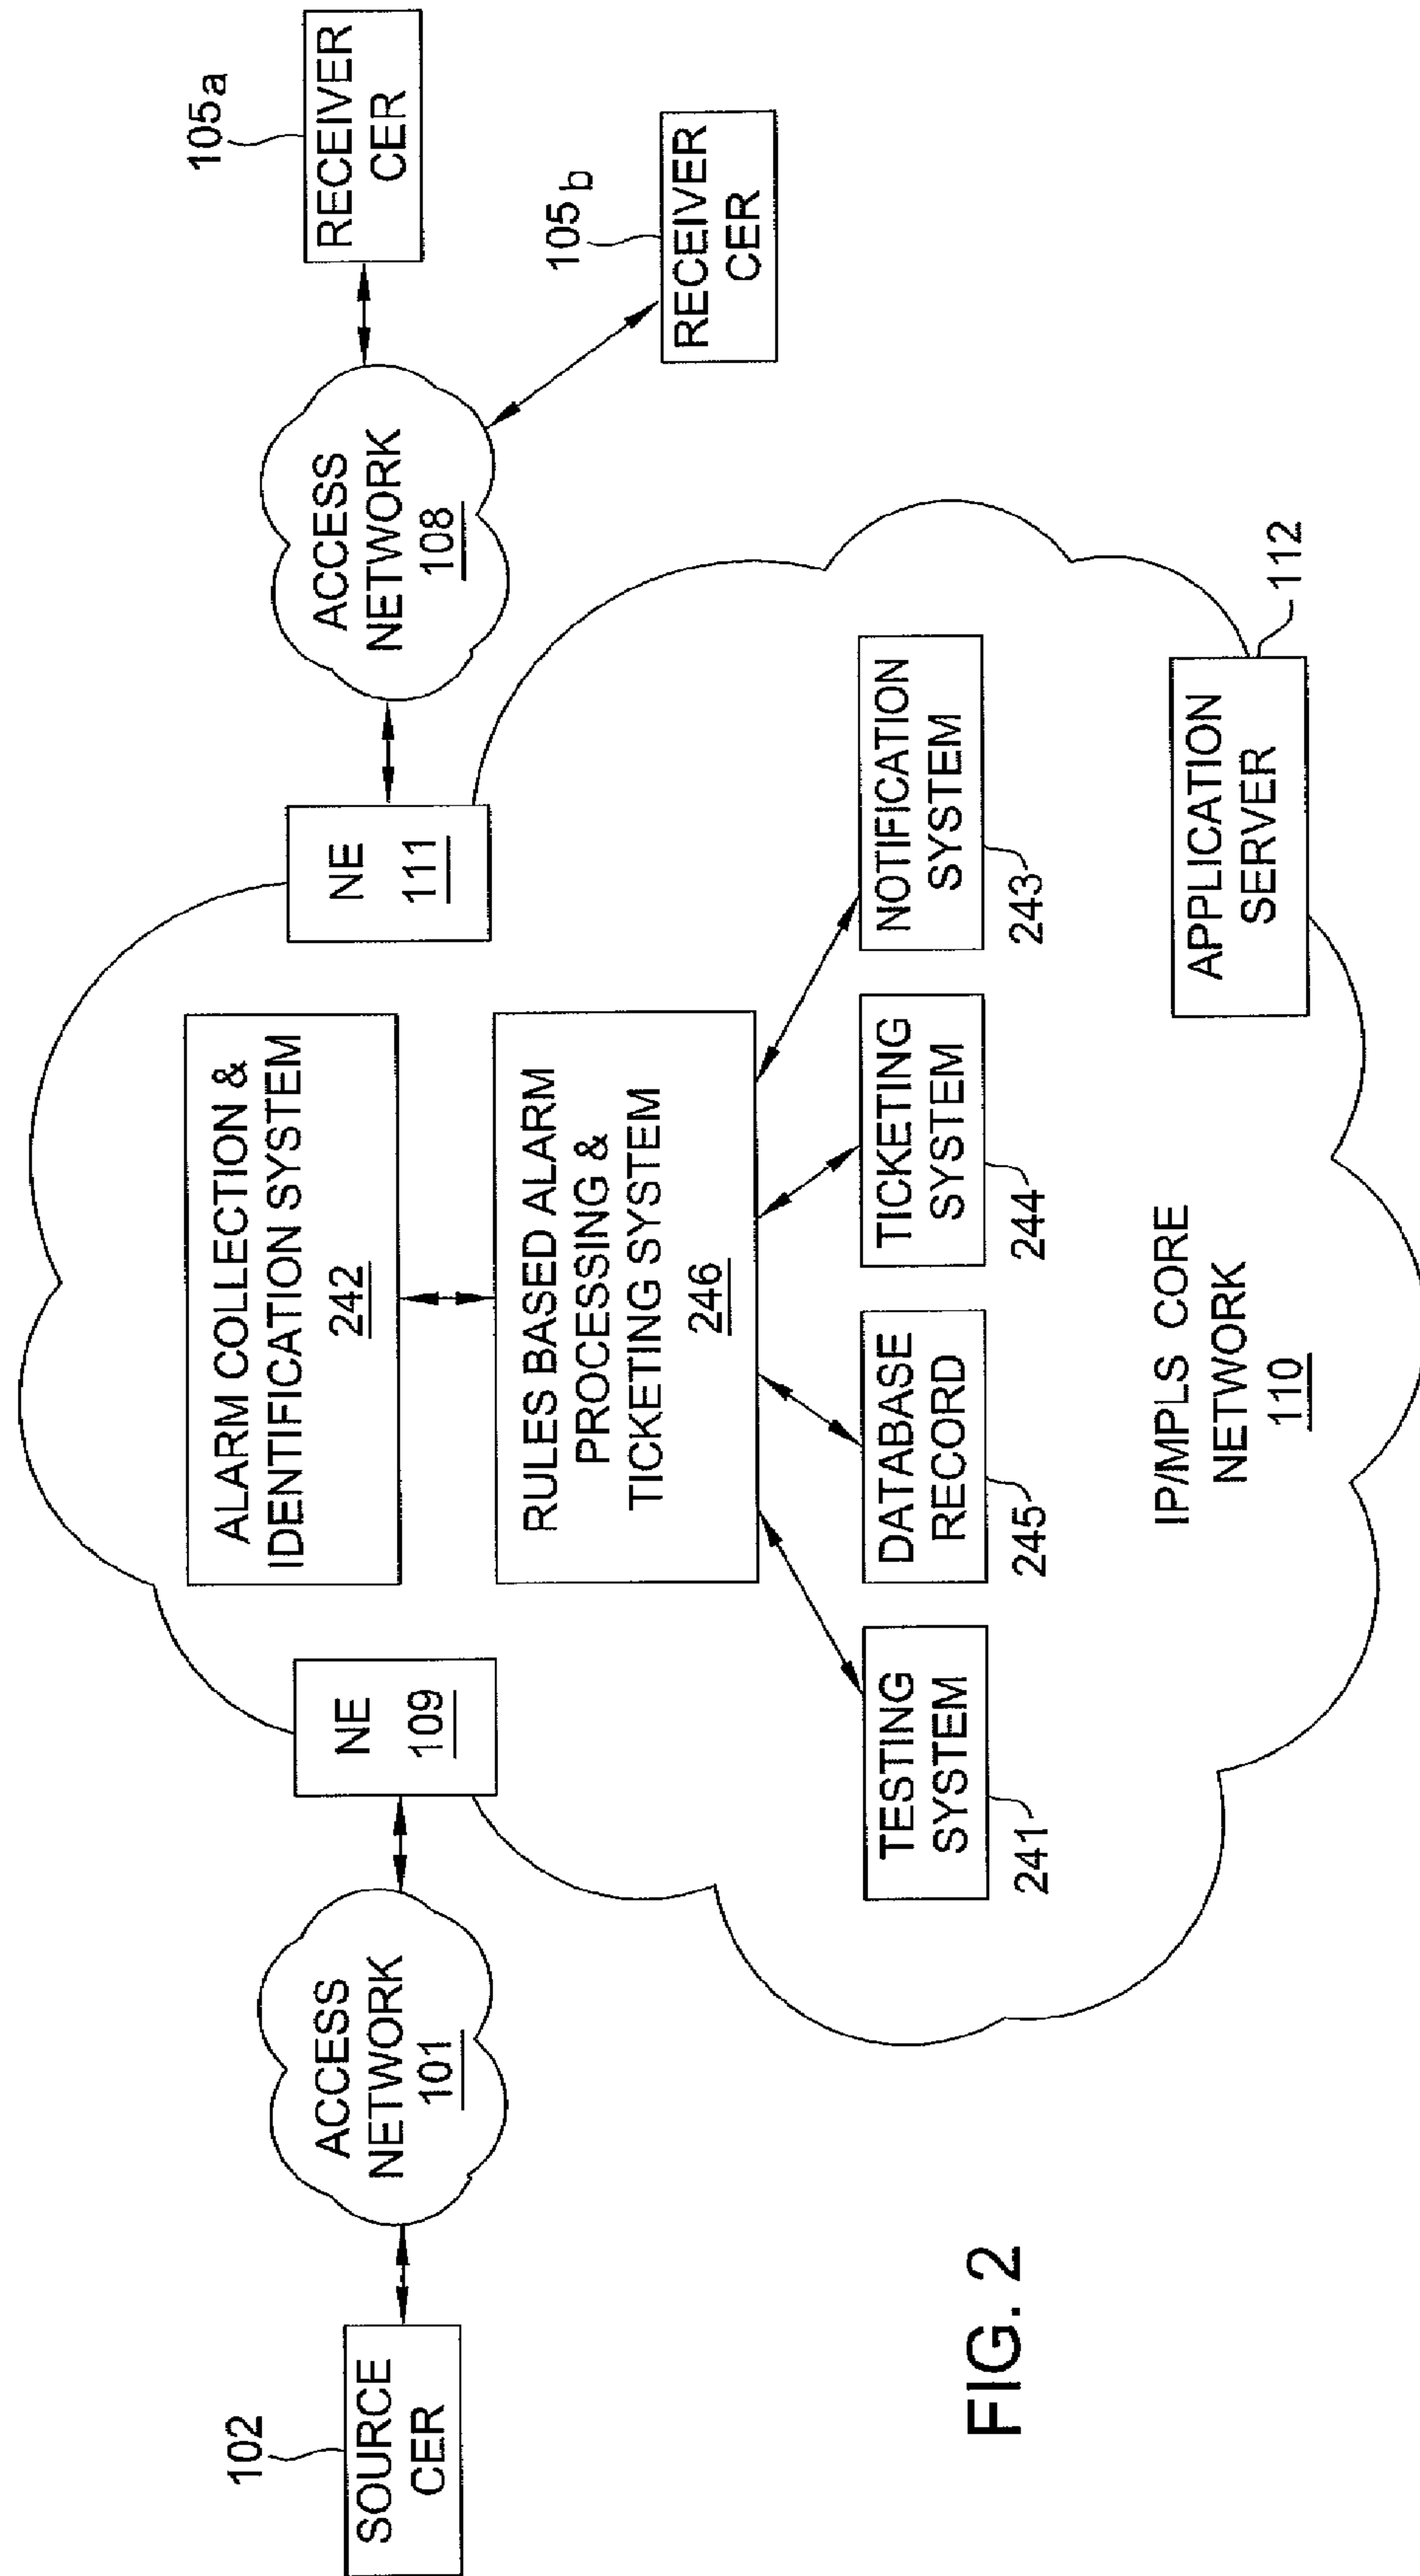 102
SOURCE
CER
ACCESS
NETWORK
101
NE
109
ALARM COLLECTION &
IDENTIFICATION SYSTEM
242
RULES BASED ALARM
PROCESSING &
TICKETING SYSTEM
246
TESTING
SYSTEM
241
DATABASE
RECORD
245
TICKETING
SYSTEM
244
NOTIFICATION
SYSTEM
243
IP/MPLS CORE
NETWORK
110
APPLICATION
SERVER
112
NE
111
ACCESS
NETWORK
108
105a
RECEIVER
CER
105b
RECEIVER
CER
FIG. 2